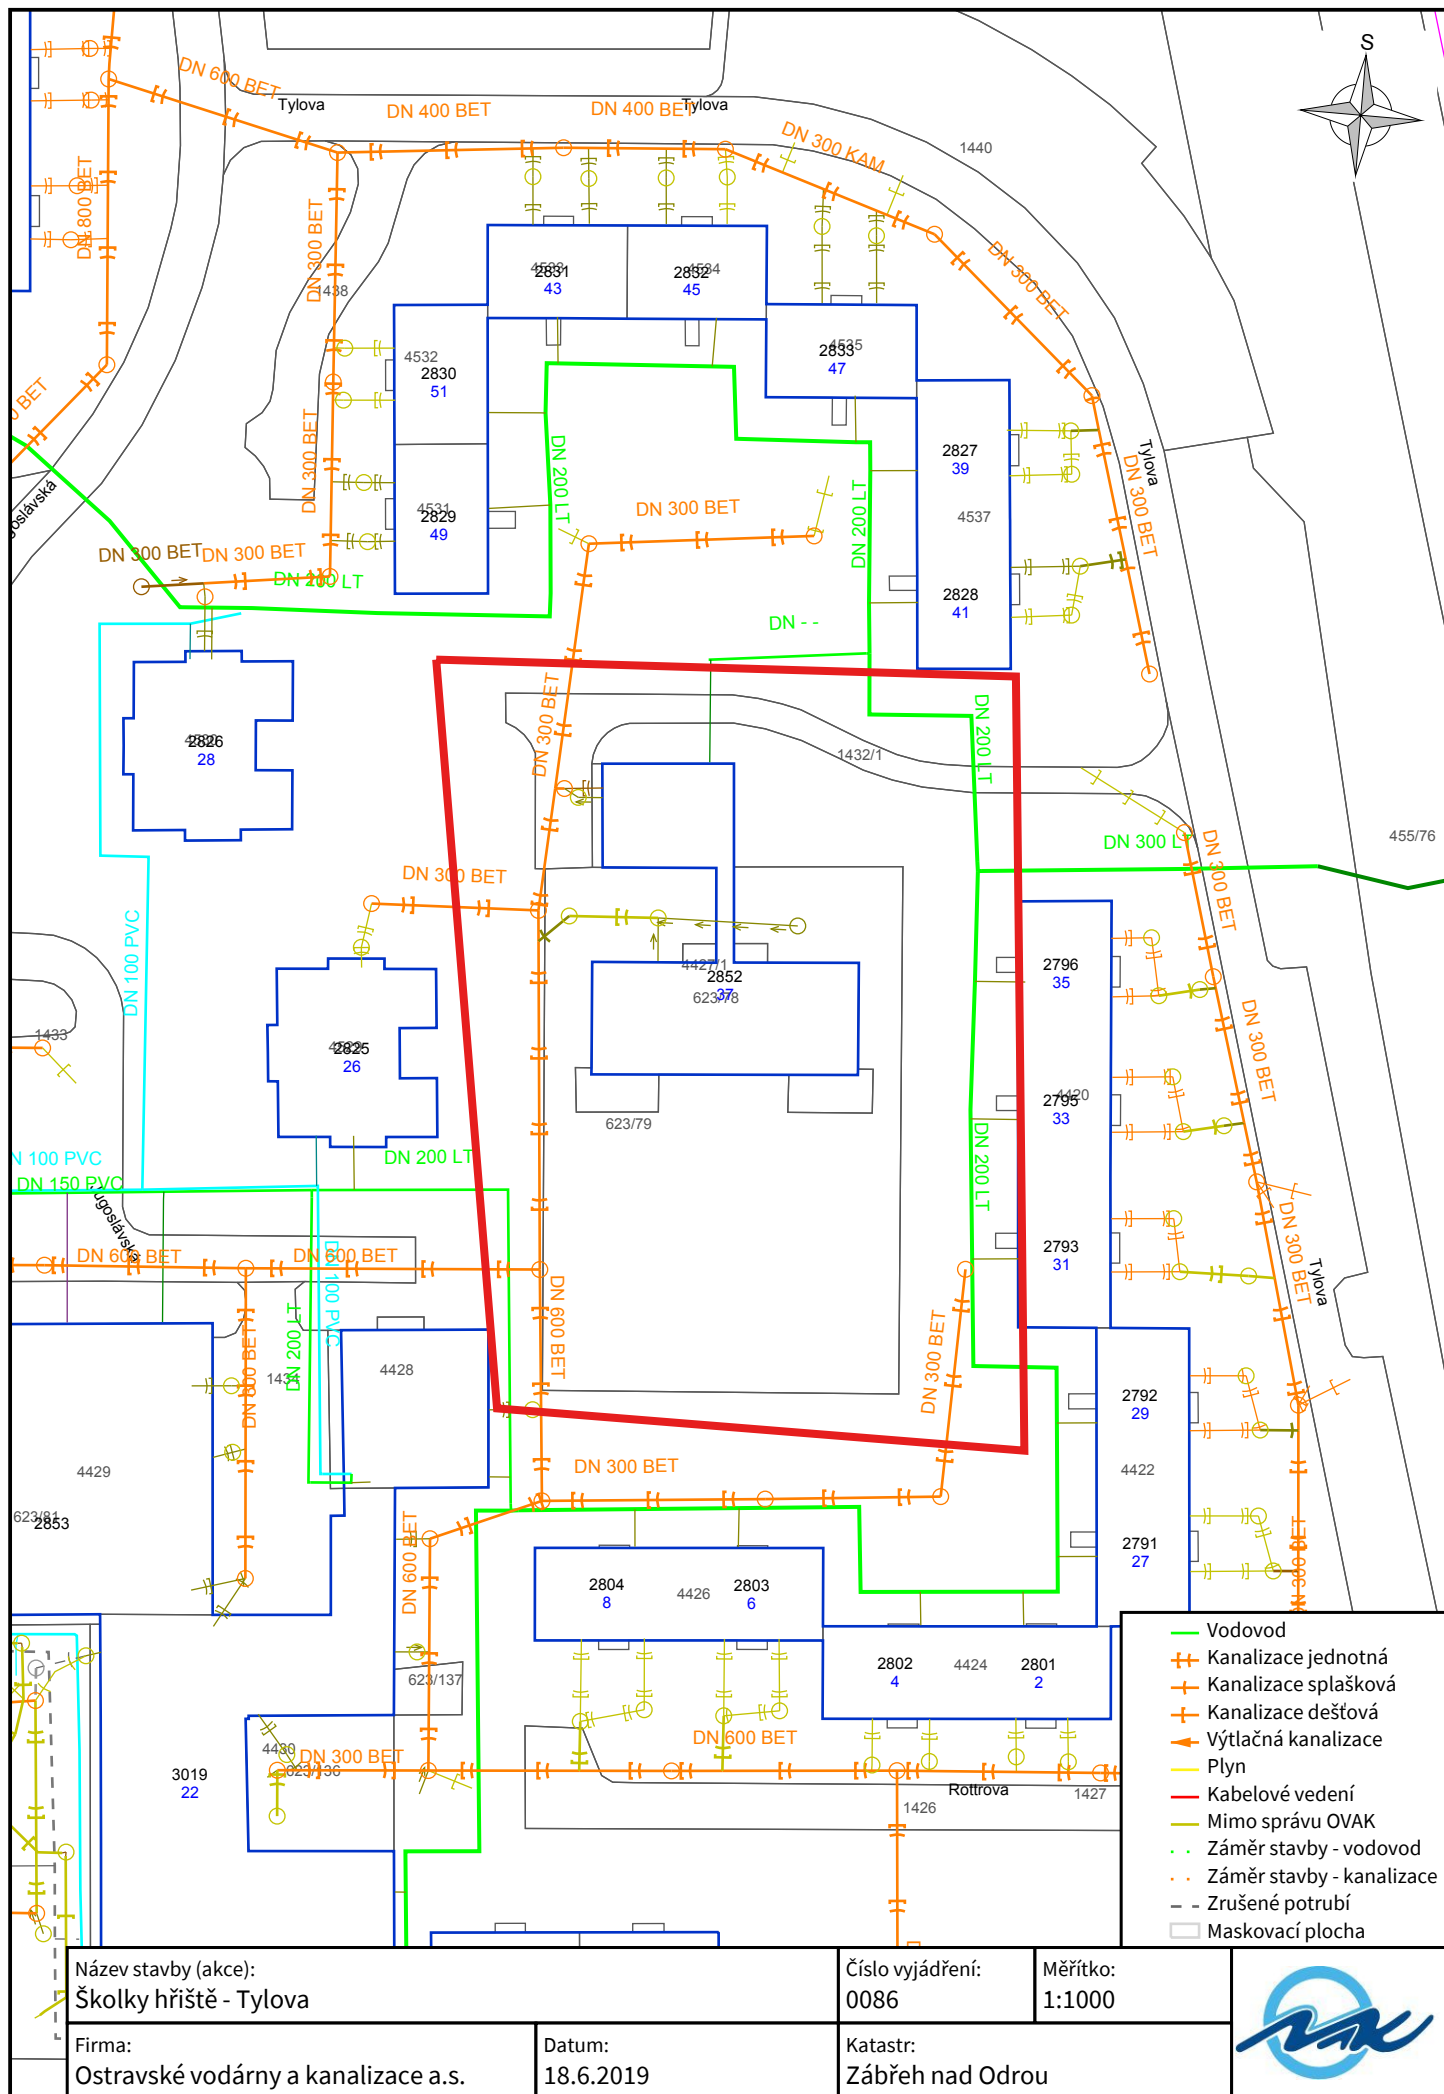 S
DN 600 BET
Tylova
DN 400 BET
DN 400 BET
Tylova
DN 300 KAM
1440
DN 800 BET
DN 300 BET
1438
DN 300 BET
2831
43
2832
4534
45
4535
2833
47
4532
2830
51
DN 300 BET
4531
2829
49
DN 200 LT
DN 300 BET
DN 200 LT
2827
39
4537
2828
41
Tylova
DN 300 BET
DN 300 BET
DN 300 BET
DN 200 LT
DN - -
2826
28
DN 300 BET
1432/1
DN 200 LT
DN 300 LT
DN 300 BET
455/76
DN 300 BET
DN 100 PVC
4427/1
2852
37
623/78
2796
35
1433
2825
26
DN 300 BET
2795
4420
33
623/79
DN 200 LT
DN 200 LT
N 100 PVC
DN 150 PVC
DN 600 BET
DN 600 BET
DN 100 PVC
2793
31
DN 300 BET
Tylova
DN 600 BET
DN 200 LT
1434
4428
DN 300 BET
2792
29
4422
2791
27
4429
623/81
2853
DN 300 BET
DN 600 BET
2804
8
4426
2803
6
2802
4
4424
2801
2
623/137
4430
DN 300 BET
623/136
DN 600 BET
3019
22
Rottrova
1426
1427
Vodovod
Kanalizace jednotná
Kanalizace splašková
Kanalizace dešťová
Výtlačná kanalizace
Plyn
Kabelové vedení
Mimo správu OVAK
Záměr stavby - vodovod
Záměr stavby - kanalizace
Zrušené potrubí
Maskovací plocha
Název stavby (akce):
Školky hřiště - Tylova
Číslo vyjádření:
0086
Měřítko:
1:1000
Firma:
Ostravské vodárny a kanalizace a.s.
Datum:
18.6.2019
Katastr:
Zábřeh nad Odrou